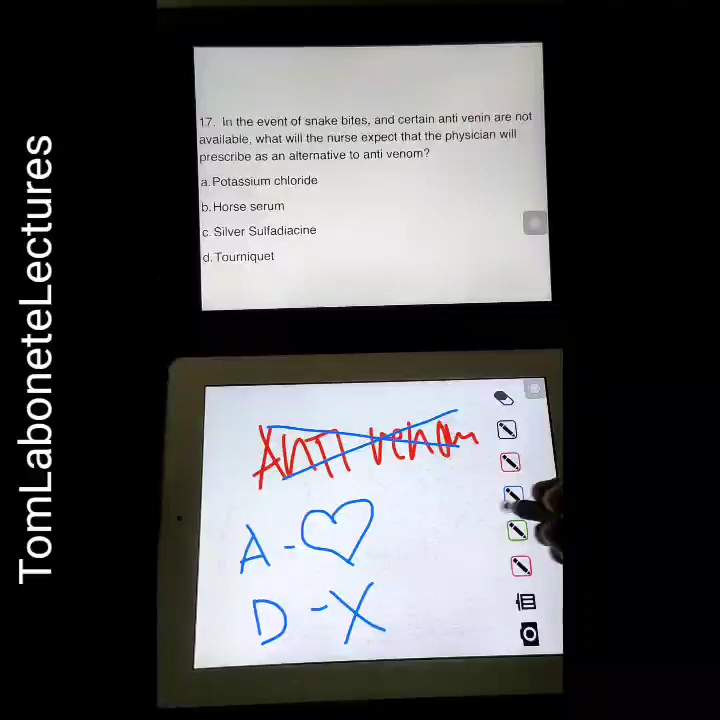 TomLaboneteLectures
17. In the event of snake bites, and certain anti venin are not
available, what will the nurse expect that the physician will
prescribe as an alternative to anti venom?
a. Potassium chloride
b. Horse serum
c. Silver Sulfadiacine
d. Tourniquet
Anti venom
A -
D - X